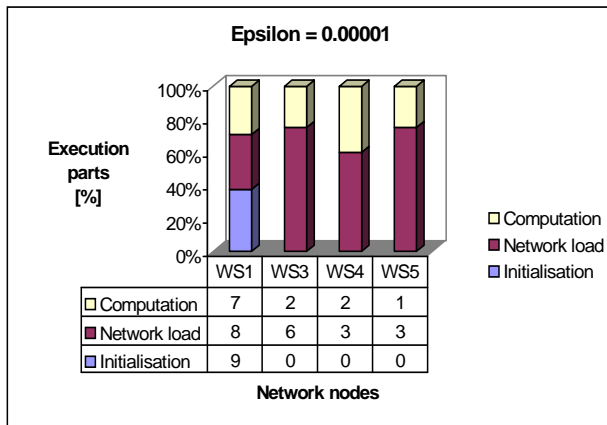 Epsilon = 0.00001
100%
80%
60%
40%
20%
0%
Execution
parts
[%]
Computation
Network load
Initialisation
WS1 WS3 WS4 WS5
Computation 7 2 2 1
Network load 8 6 3 3
Initialisation 9 0 0 0
Network nodes